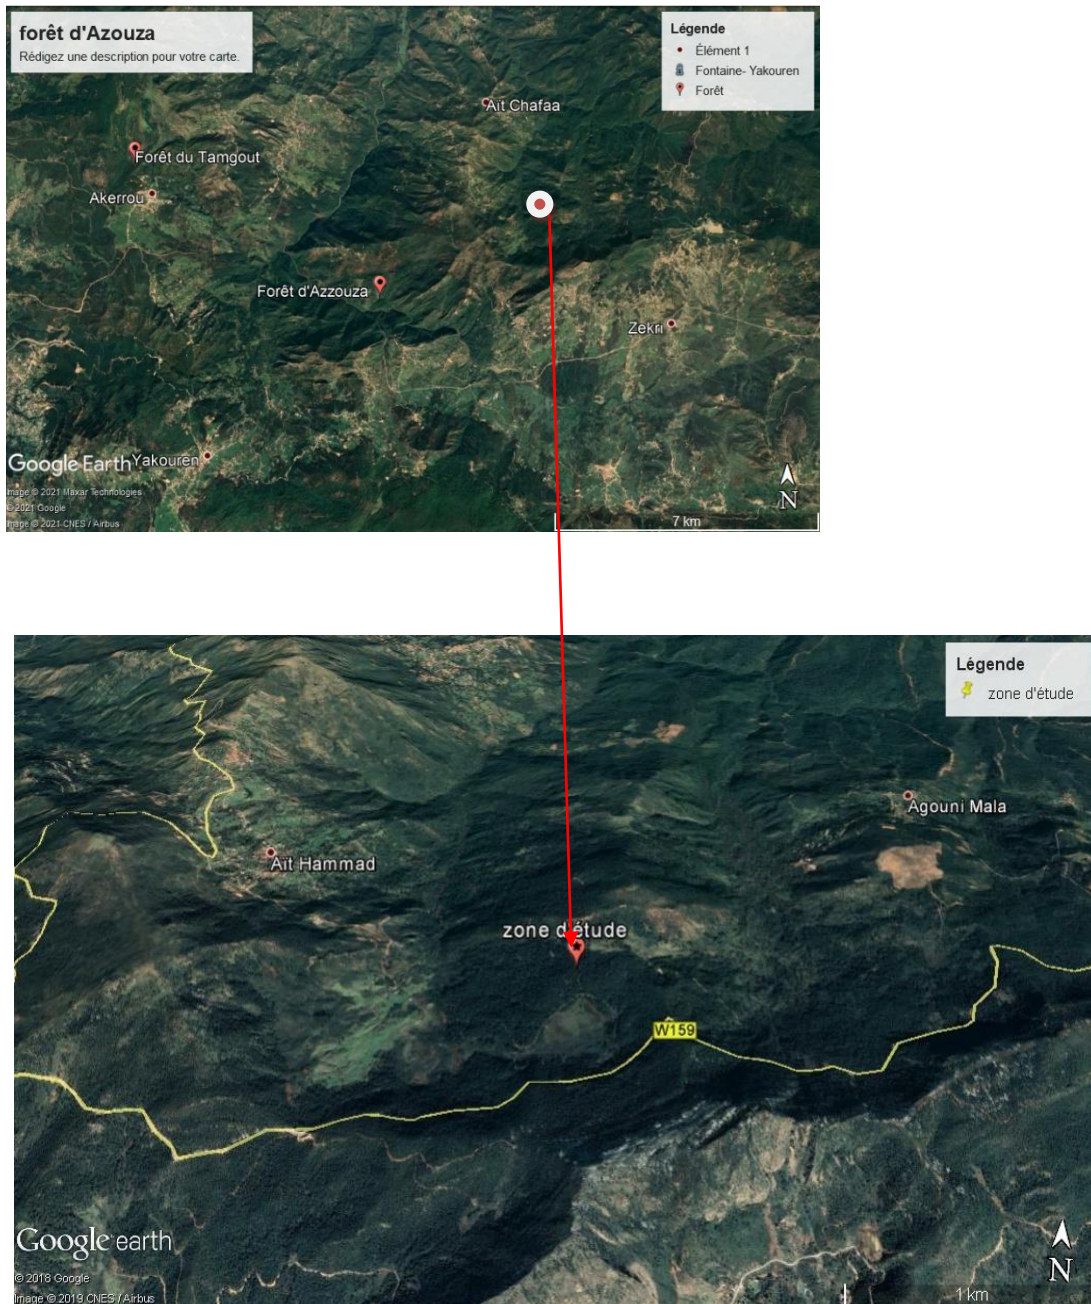 forêt d'Azouza
Rédigez une description pour votre carte.
Légende
Élément 1
Fontaine- Yakouren
Forêt
Aït Chafaa
Forêt du Tamgout
Akerrou
Forêt d'Azzouza
Zekri
Yakouren
Google Earth
Image © 2021 Maxar Technologies
© 2021 Google
Image © 2021 CNES / Airbus
N
7 km
Légende
zone d'étude
Agouni Mala
Aït Hammad
zone d'étude
W159
Google earth
© 2018 Google
Image © 2019 CNES / Airbus
N
1 km